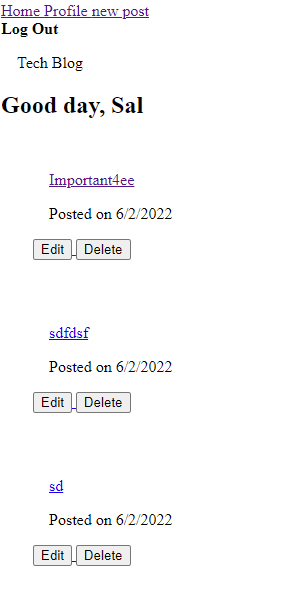 Home Profile new post
Log Out
Tech Blog
Good day, Sal
Important4ee
Posted on 6/2/2022
Edit Delete
sdfdsf
Posted on 6/2/2022
Edit Delete
sd
Posted on 6/2/2022
Edit Delete